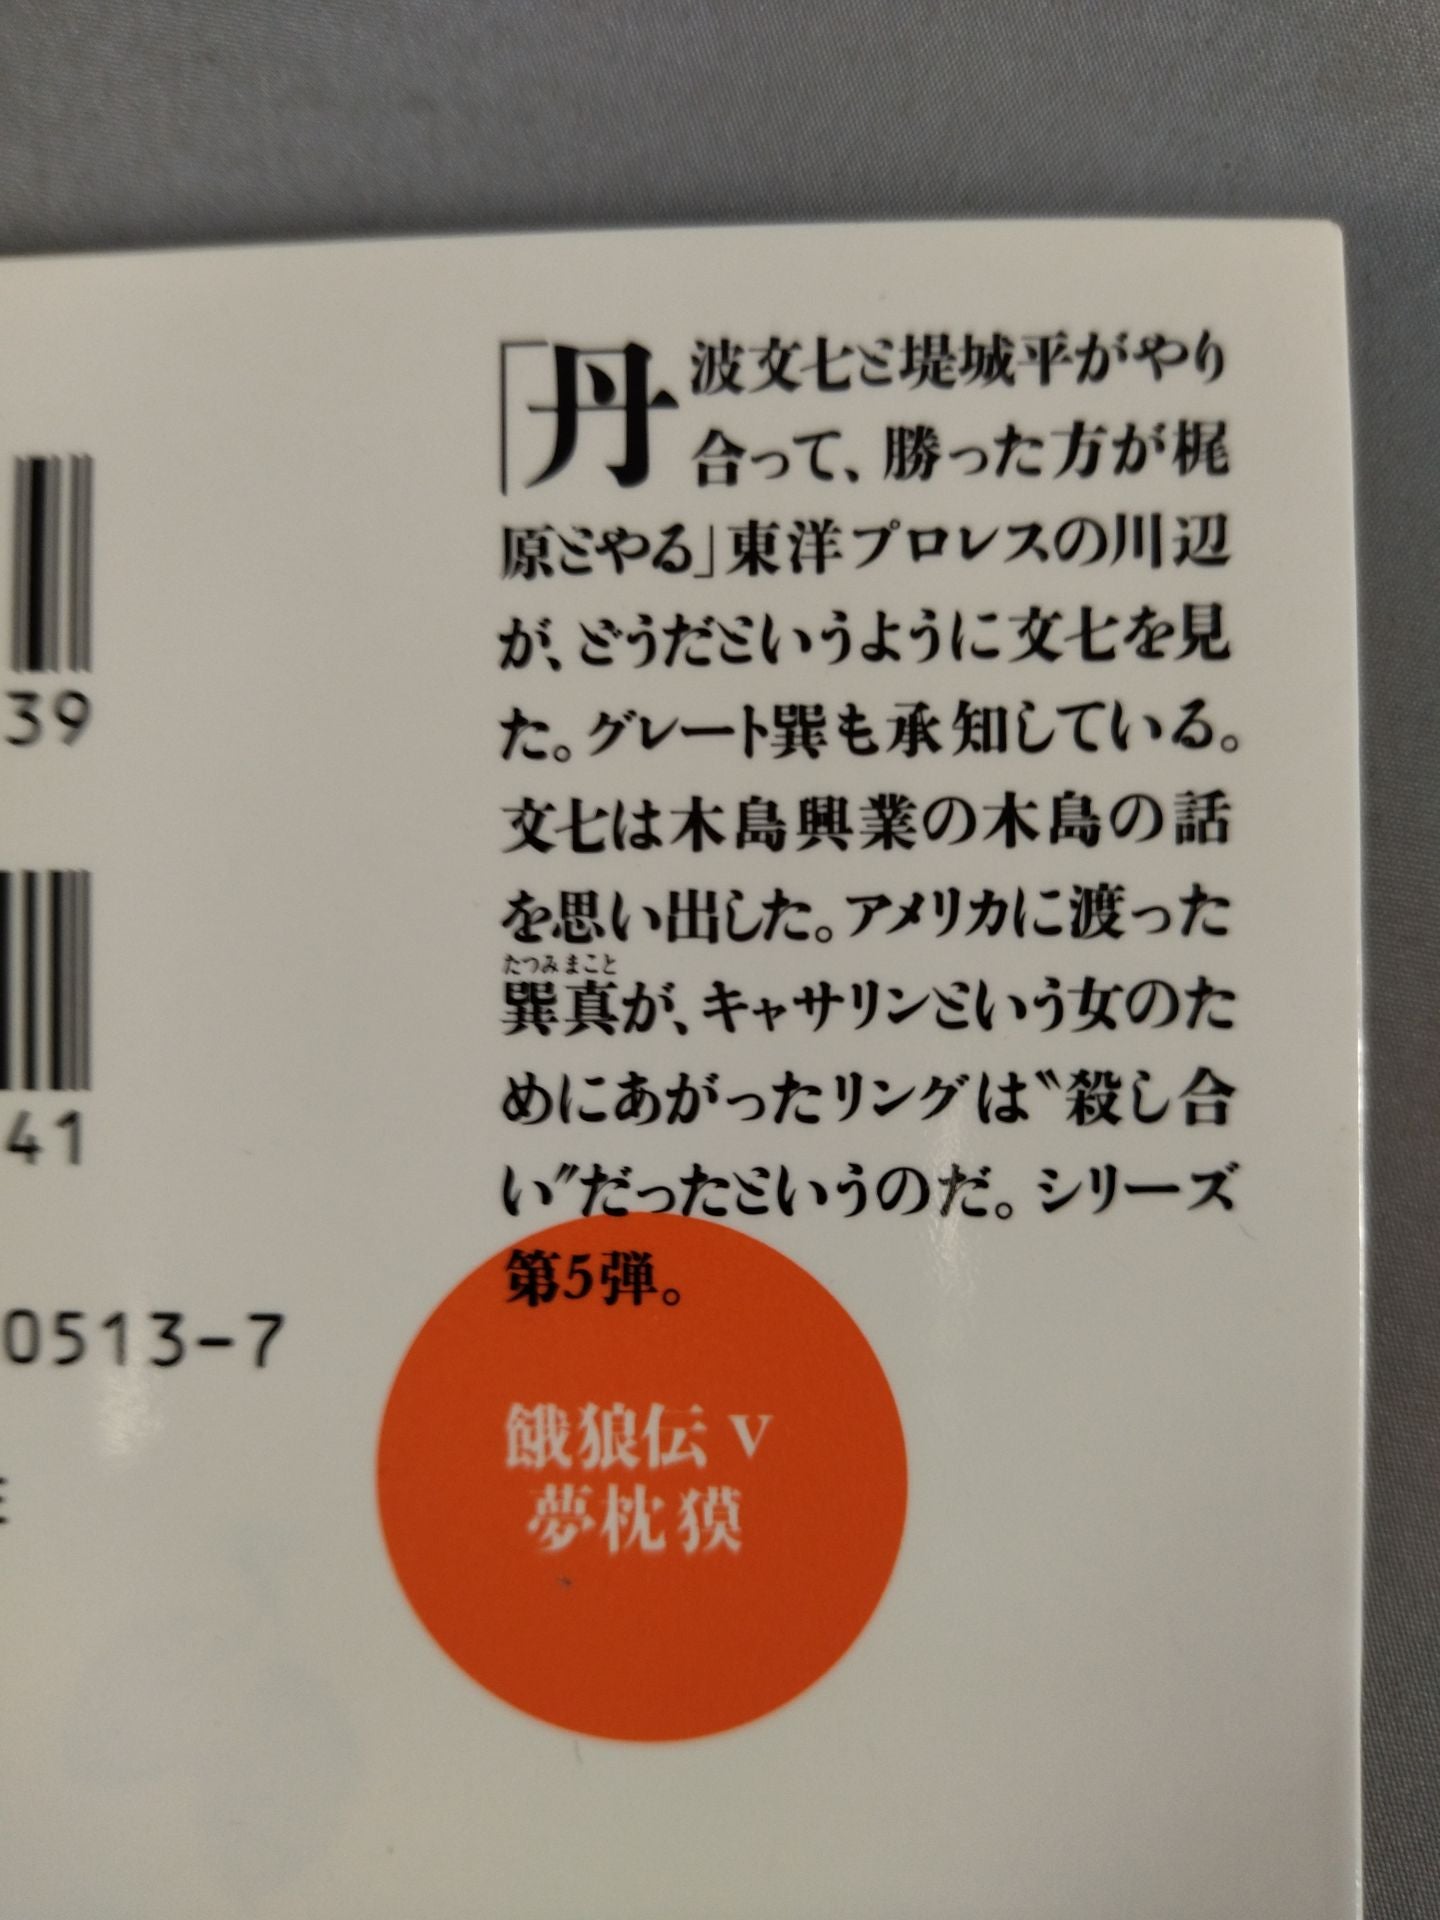 「丹波文七と堤城平がやり
合って、勝った方が梶
原とやる」東洋プロレスの川辺
が、どうだというように文七を見
た。グレート巽も承知している。
文七は木島興業の木島の話
を思い出した。アメリカに渡った
たつみまこと
巽真が、キャサリンという女のた
めにあがったリングは〝殺し合
い〟だったというのだ。シリーズ
第5弾。
餓狼伝 V
夢枕獏
39
41
0513-7